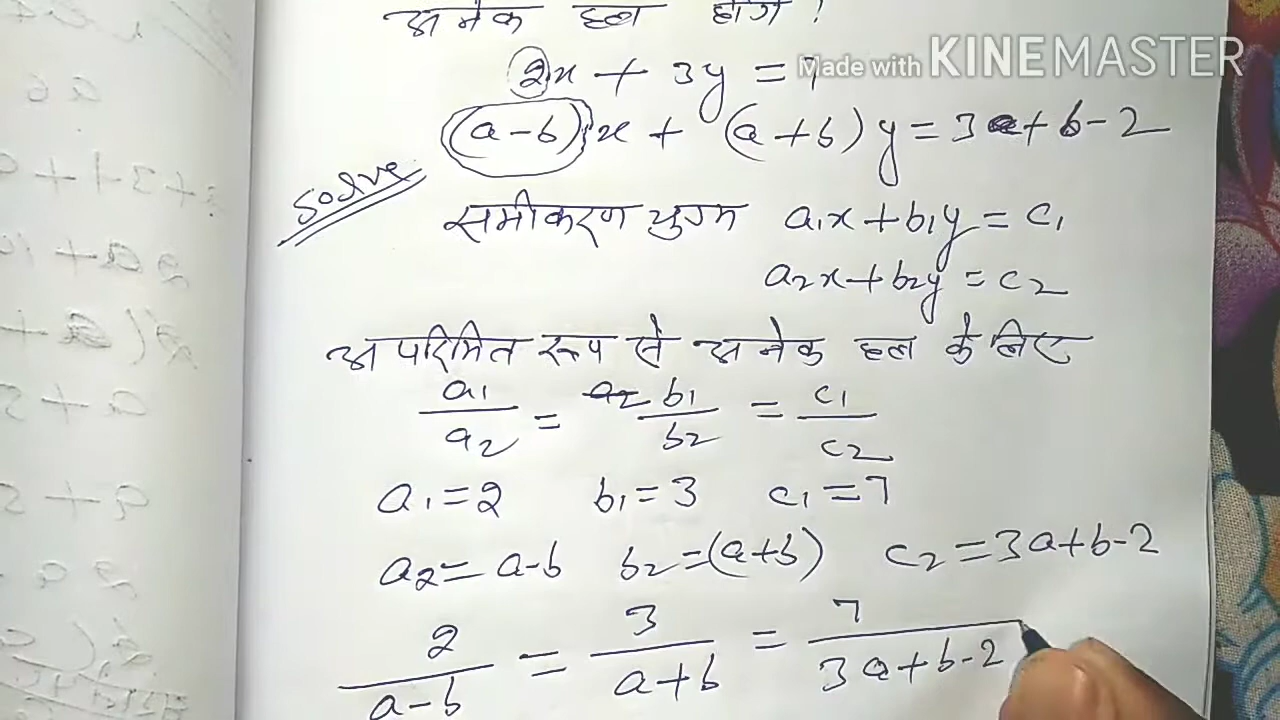 अनेक हल होंगे!
Made with KINEMASTER
2x + 3y = 7
(a-b)x + (a+b)y = 3a+b-2
Solve
समीकरण युग्म a₁x+b₁y=c₁
a₂x+b₂y=c₂
अपरिमित रूप से अनेक हल के लिए
a₁/a₂ = b₁/b₂ = c₁/c₂
a₁=2 b₁=3 c₁=7
a₂=a-b b₂=(a+b) c₂=3a+b-2
2/a-b = 3/a+b = 7/3a+b-2